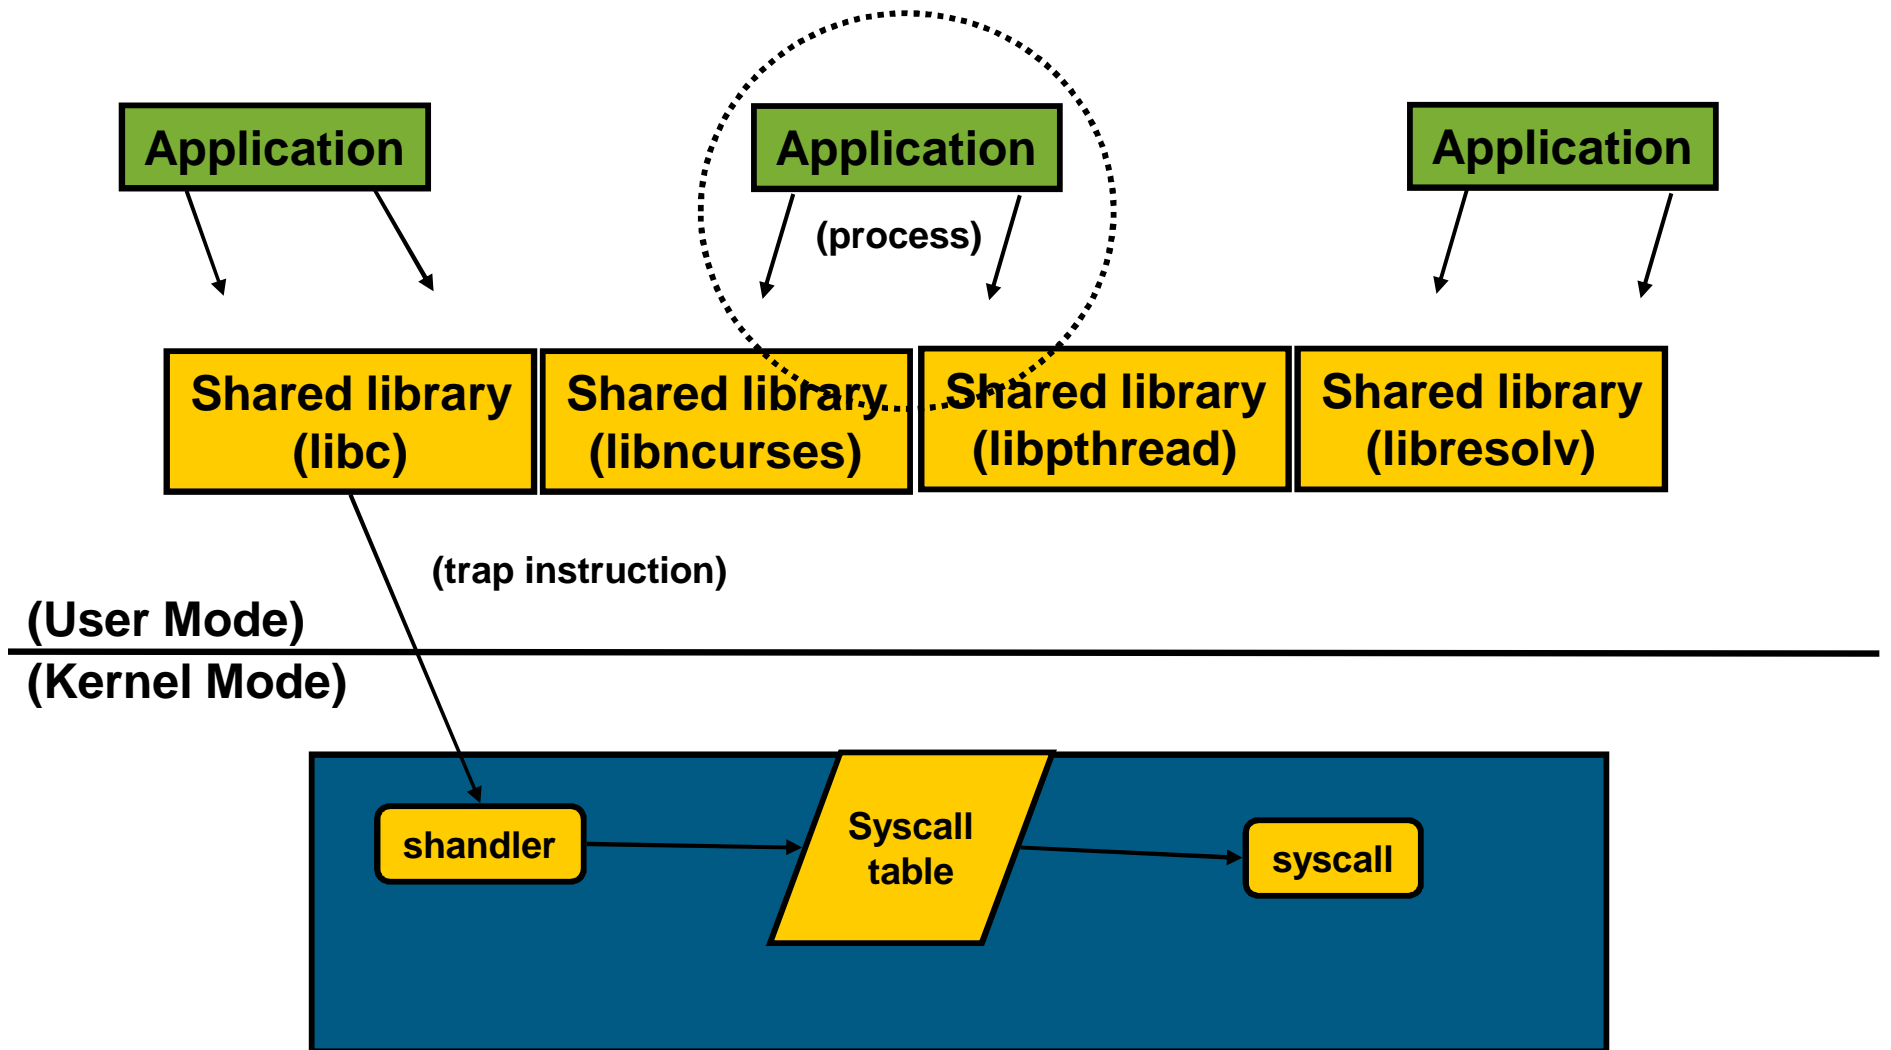 Application
Application
Application
(process)
Shared library
(libc)
Shared library
(libncurses)
Shared library
(libpthread)
Shared library
(libresolv)
(trap instruction)
(User Mode)
(Kernel Mode)
shandler
Syscall
table
syscall